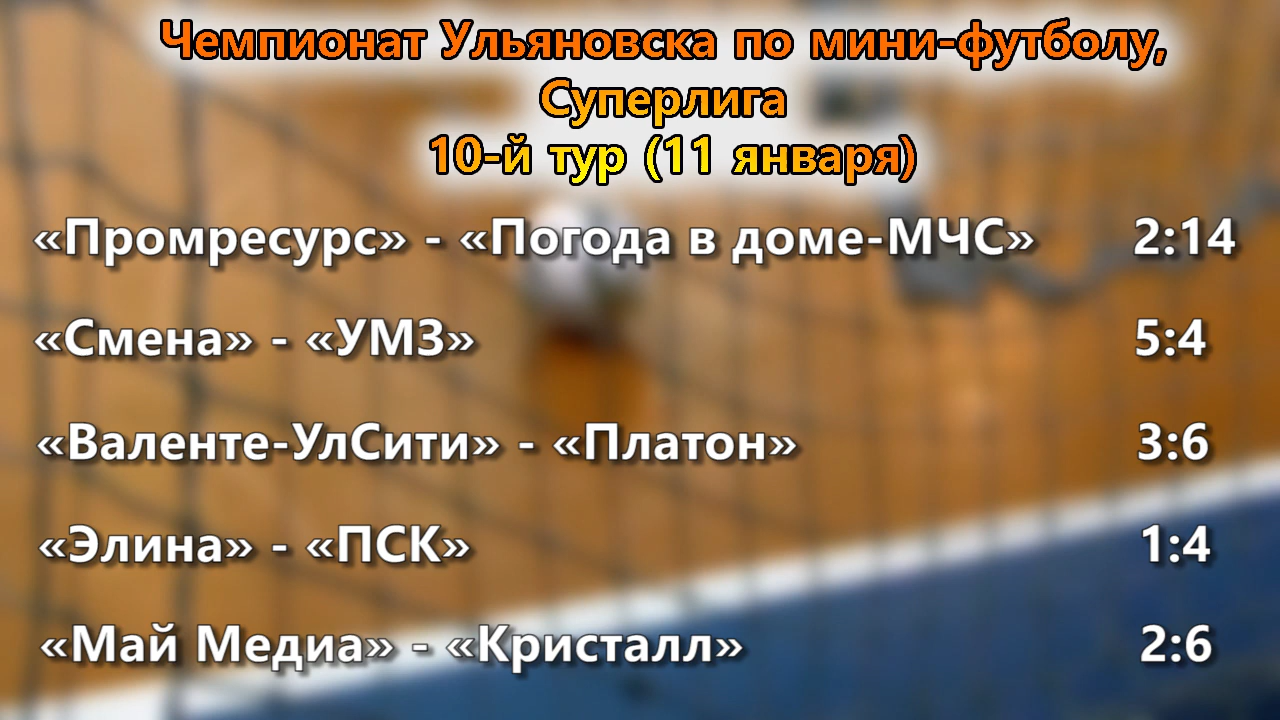 Чемпионат Ульяновска по мини-футболу,
Суперлига
10-й тур (11 января)
«Промресурс» - «Погода в доме-МЧС» 2:14
«Смена» - «УМЗ» 5:4
«Валенте-УлСити» - «Платон» 3:6
«Элина» - «ПСК» 1:4
«Май Медиа» - «Кристалл» 2:6